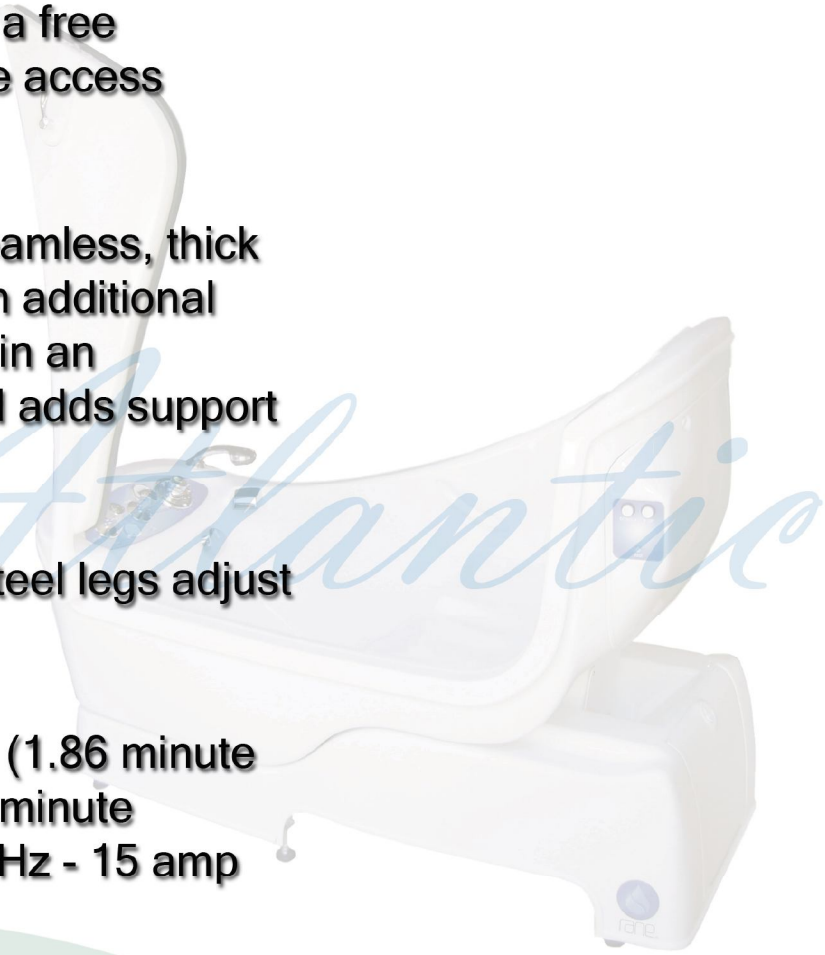 a free
e access
amless, thick
n additional
in an
d adds support
Atlantic
teel legs adjust
(1.86 minute
minute
Hz - 15 amp
rane